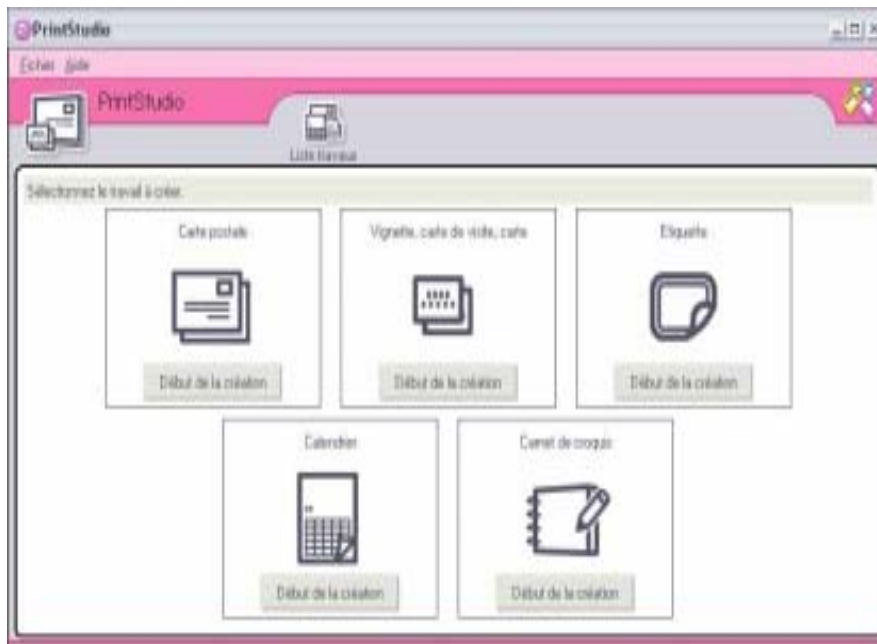 PrintStudio
Fichier Aide
PrintStudio
Liste travaux
Sélectionnez le travail à créer.
Carte postale
Vignette, carte de visite, carte
Etiquette
Début de la création
Début de la création
Début de la création
Calendrier
Carnet de croquis
Début de la création
Début de la création